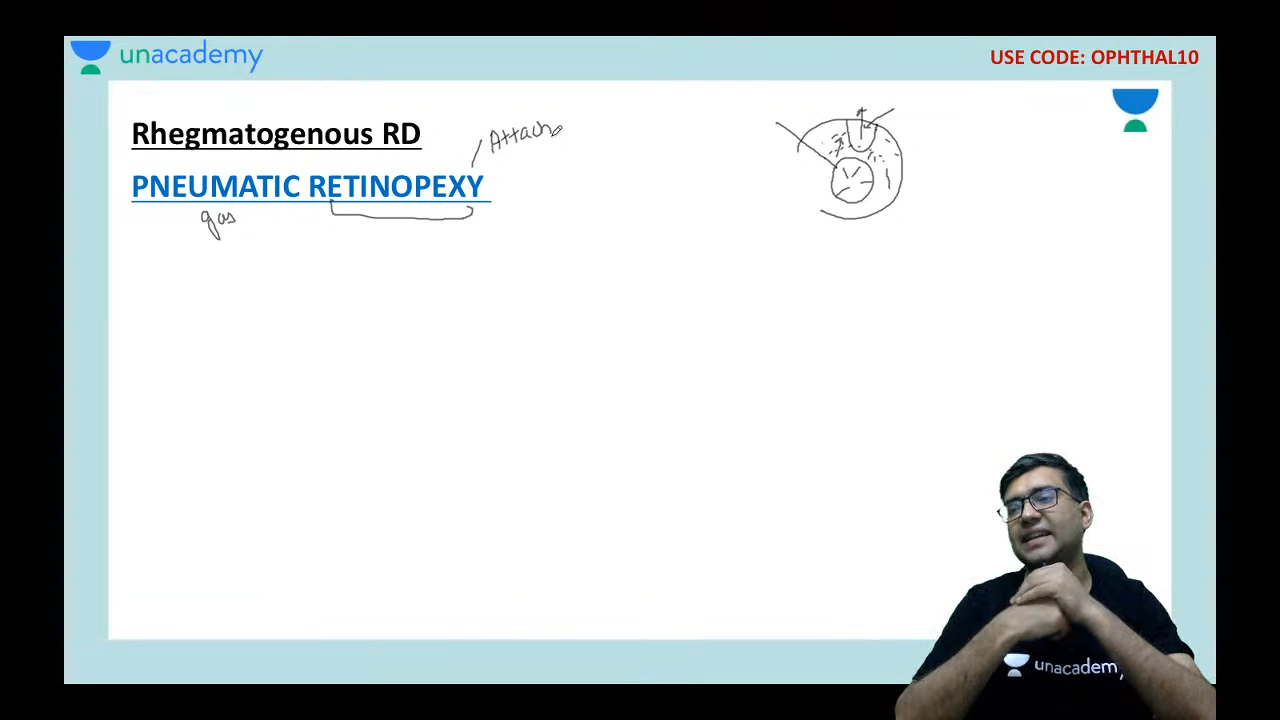 unacademy
USE CODE: OPHTHAL10
Rhegmatogenous RD
Attach
PNEUMATIC RETINOPEXY
gas
unacademy